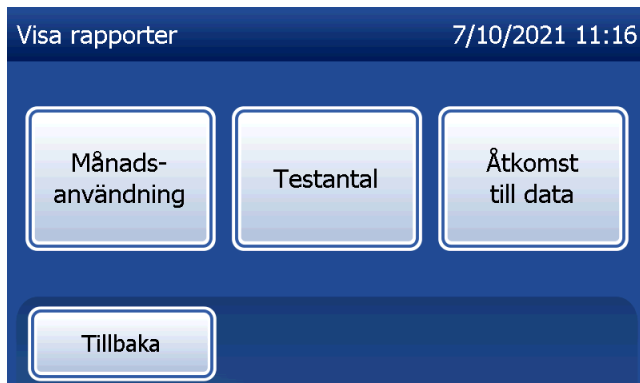 Visa rapporter 7/10/2021 11:16
Månads-
användning
Testantal
Åtkomst
till data
Tillbaka